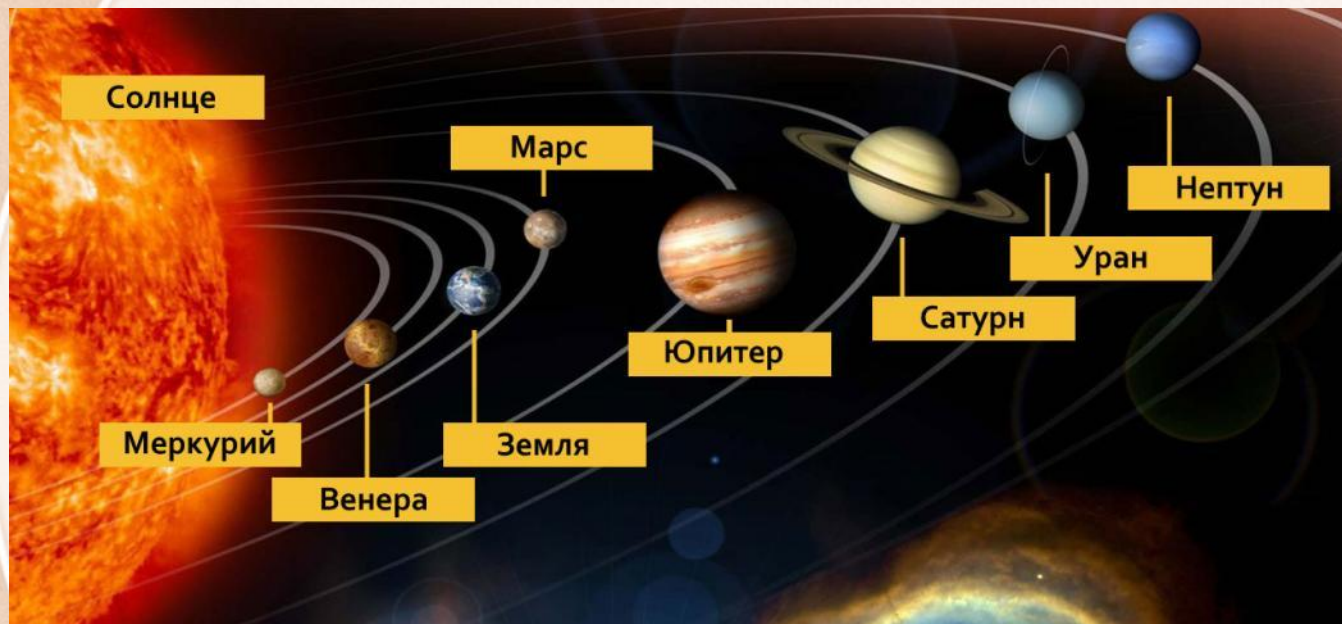 Солнце
Марс
Нептун
Уран
Сатурн
Юпитер
Меркурий
Земля
Венера